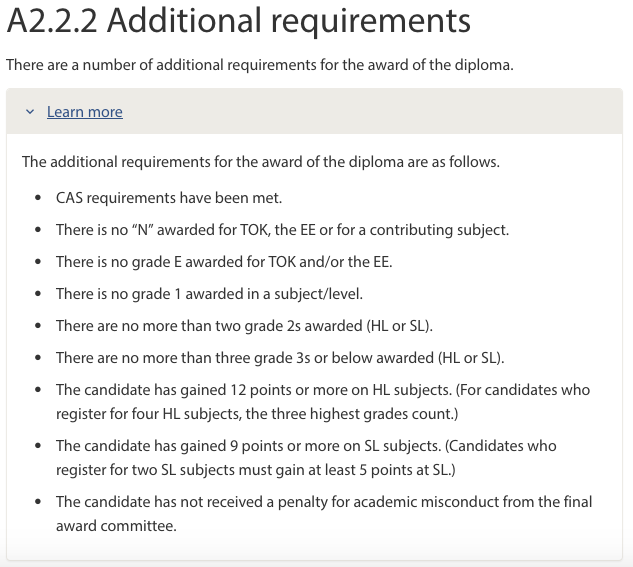 A2.2.2 Additional requirements
There are a number of additional requirements for the award of the diploma.
Learn more
The additional requirements for the award of the diploma are as follows.
• CAS requirements have been met.
• There is no “N” awarded for TOK, the EE or for a contributing subject.
• There is no grade E awarded for TOK and/or the EE.
• There is no grade 1 awarded in a subject/level.
• There are no more than two grade 2s awarded (HL or SL).
• There are no more than three grade 3s or below awarded (HL or SL).
• The candidate has gained 12 points or more on HL subjects. (For candidates who
register for four HL subjects, the three highest grades count.)
• The candidate has gained 9 points or more on SL subjects. (Candidates who
register for two SL subjects must gain at least 5 points at SL.)
• The candidate has not received a penalty for academic misconduct from the final
award committee.